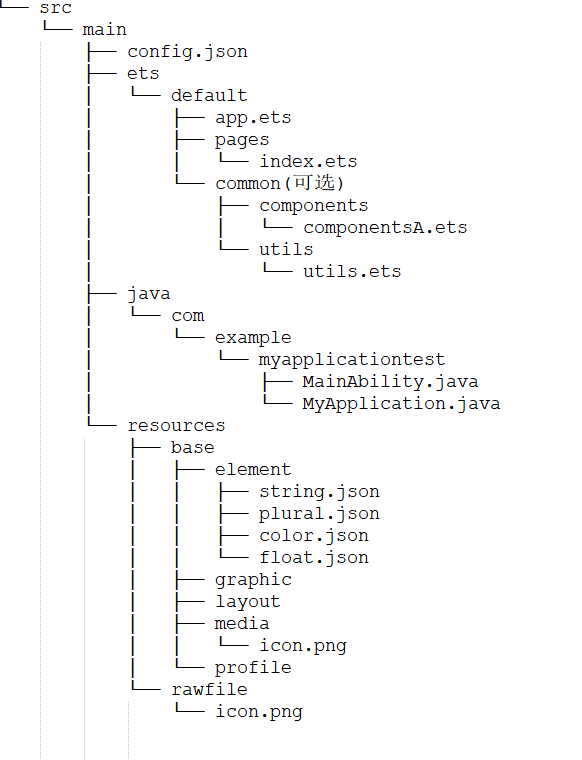 └── src
    └── main
        ├── config.json
        ├── ets
        │   └── default
        │       ├── app.ets
        │       ├── pages
        │       │   └── index.ets
        │       └── common(可选)
        │           ├── components
        │           │   └── componentsA.ets
        │           └── utils
        │               └── utils.ets
        ├── java
        │   └── com
        │       └── example
        │           └── myapplicationtest
        │               ├── MainAbility.java
        │               └── MyApplication.java
        └── resources
            ├── base
            │   ├── element
            │   │   ├── string.json
            │   │   ├── plural.json
            │   │   ├── color.json
            │   │   └── float.json
            │   ├── graphic
            │   ├── layout
            │   ├── media
            │   │   └── icon.png
            │   └── profile
            └── rawfile
                └── icon.png